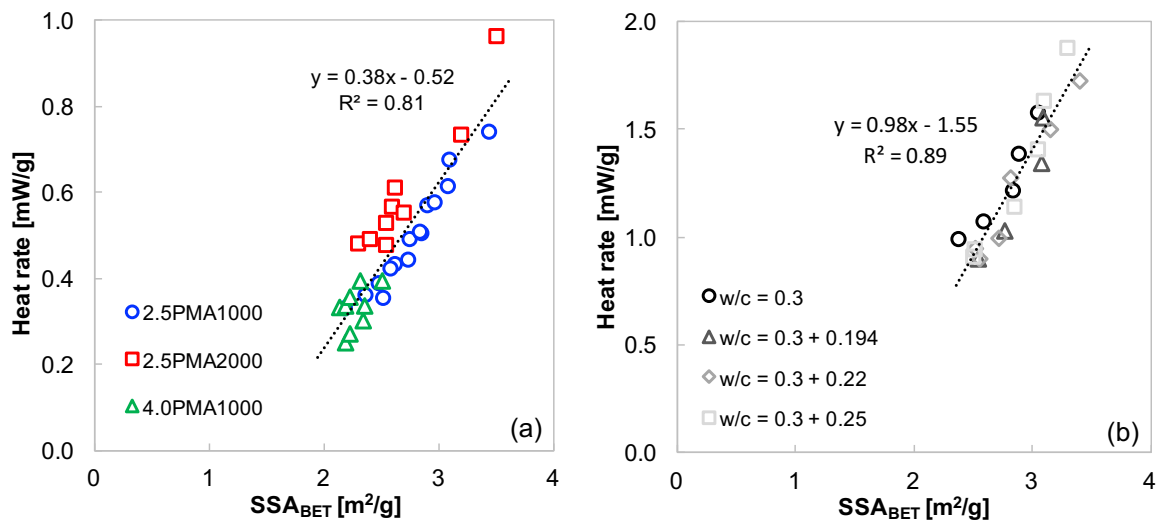 1.0
0.8
0.6
0.4
0.2
0.0
Heat rate [mW/g]
y = 0.38x - 0.52
R² = 0.81
2.5PMA1000
2.5PMA2000
4.0PMA1000
(a)
0 1 2 3 4
SSA_BET [m²/g]
2.0
1.5
1.0
0.5
0.0
Heat rate [mW/g]
y = 0.98x - 1.55
R² = 0.89
w/c = 0.3
w/c = 0.3 + 0.194
w/c = 0.3 + 0.22
w/c = 0.3 + 0.25
(b)
0 1 2 3 4
SSA_BET [m²/g]